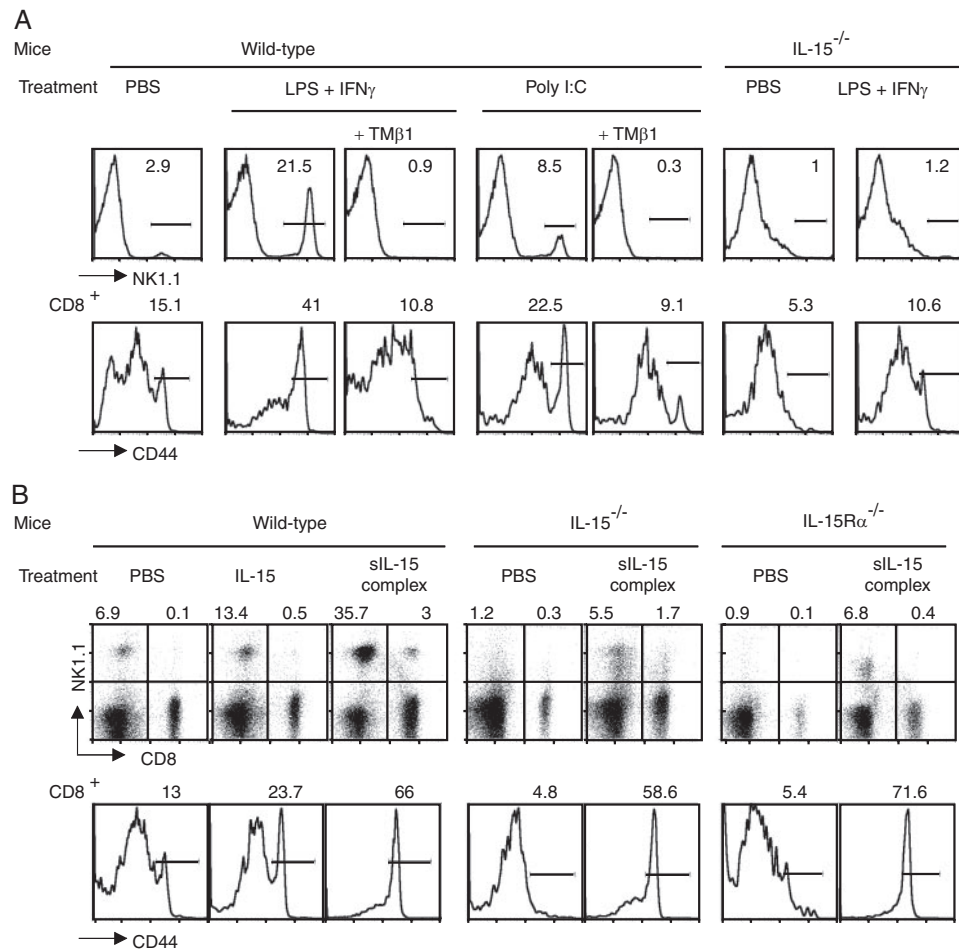 A
Mice Wild-type IL-15-/-
Treatment PBS LPS + IFNγ Poly I:C PBS LPS + IFNγ
+ TMβ1 + TMβ1
2.9 21.5 0.9 8.5 0.3 1 1.2
NK1.1
CD8+ 15.1 41 10.8 22.5 9.1 5.3 10.6
CD44
B
Mice Wild-type IL-15-/- IL-15Rα-/-
Treatment PBS IL-15 sIL-15 complex PBS sIL-15 complex PBS sIL-15 complex
6.9 0.1 13.4 0.5 35.7 3 1.2 0.3 5.5 1.7 0.9 0.1 6.8 0.4
NK1.1
CD8
CD8+ 13 23.7 66 4.8 58.6 5.4 71.6
CD44